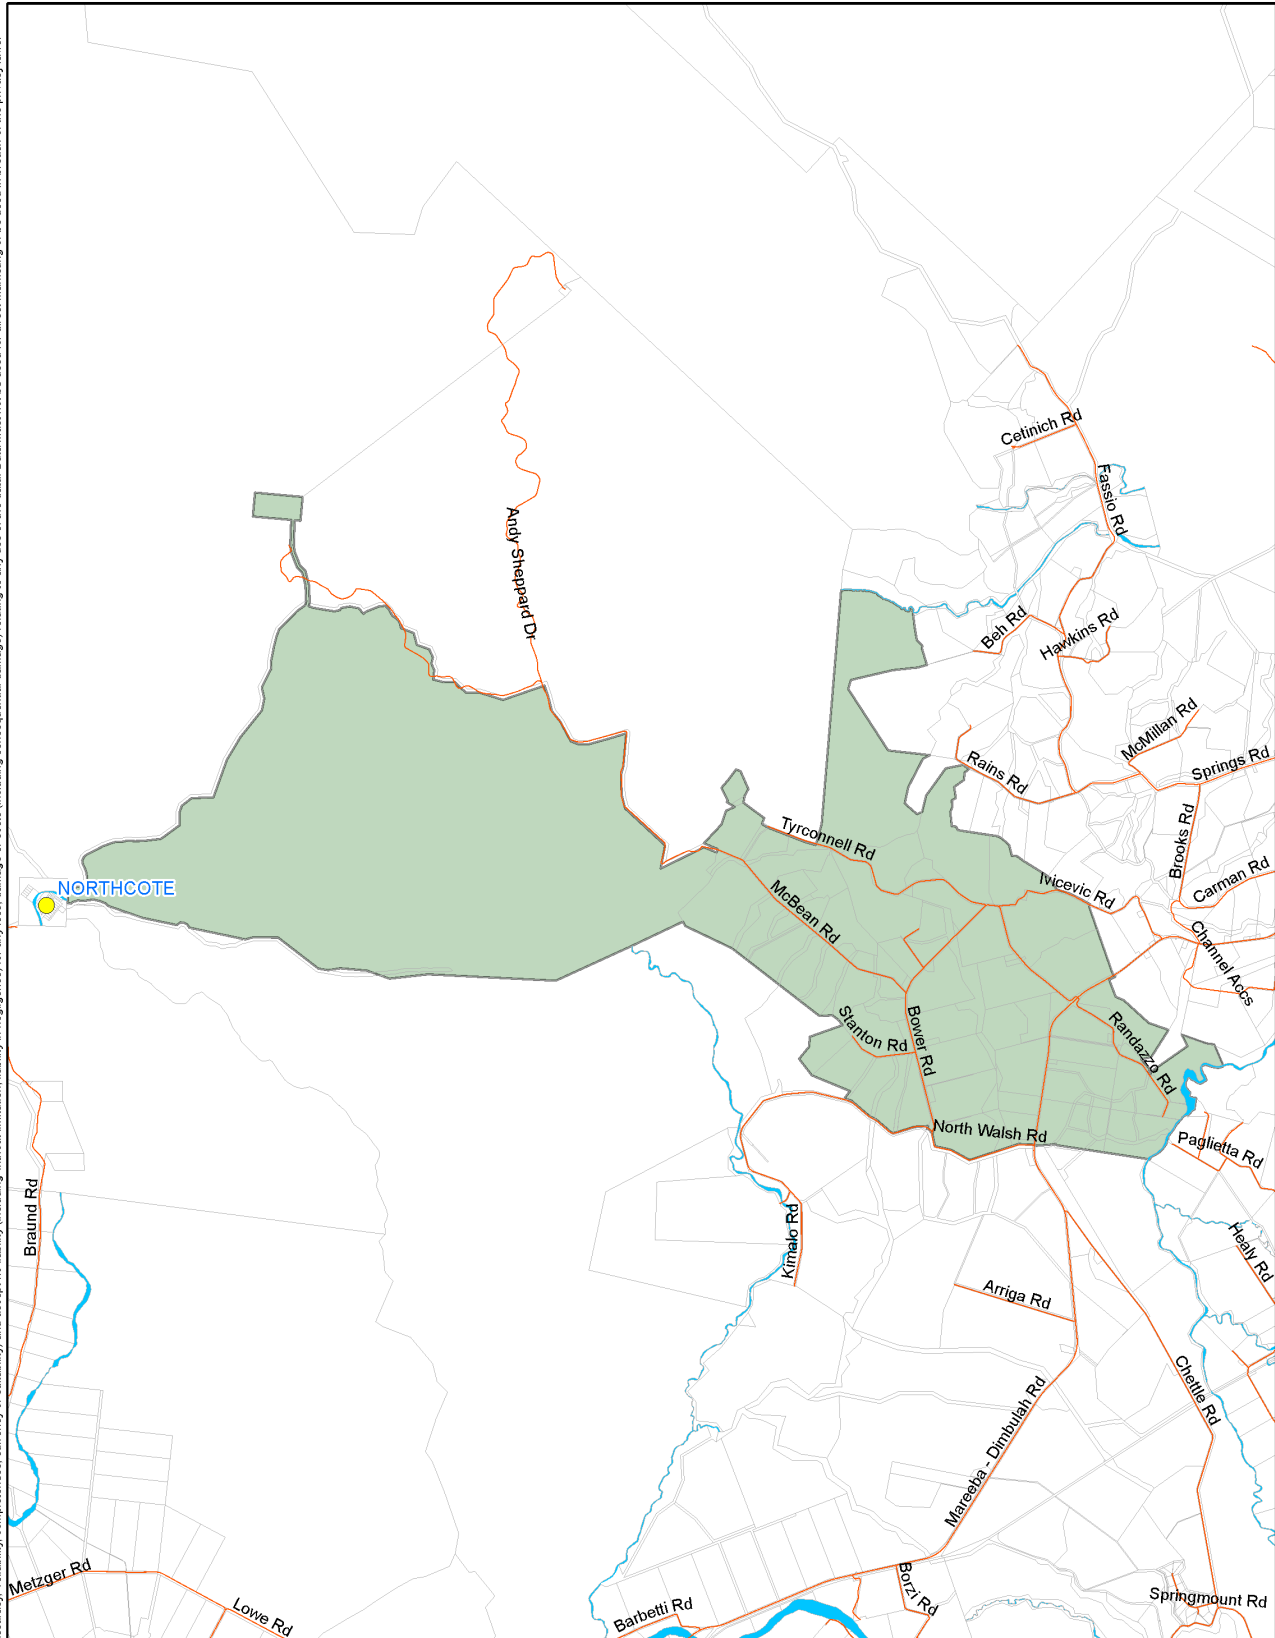 Cetinich Rd
Fassio Rd
Andy Sheppard Dr
Beh Rd
Hawkins Rd
McMillan Rd
Rains Rd
Springs Rd
Tyrconnell Rd
Brooks Rd
NORTHCOTE
McBean Rd
Ivicevic Rd
Carman Rd
Channel Accs
Stanton Rd
Bower Rd
Randazzo Rd
North Walsh Rd
Paglietta Rd
Braund Rd
Kimalo Rd
Healy Rd
Arriga Rd
Chettle Rd
Mareeba - Dimbulah Rd
Metzger Rd
Lowe Rd
Barbetti Rd
Borzi Rd
Springmount Rd